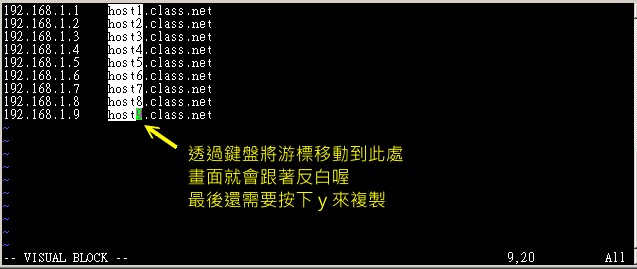 192.168.1.1 host1.class.net
192.168.1.2 host2.class.net
192.168.1.3 host3.class.net
192.168.1.4 host4.class.net
192.168.1.5 host5.class.net
192.168.1.6 host6.class.net
192.168.1.7 host7.class.net
192.168.1.8 host8.class.net
192.168.1.9 host9.class.net
~
~
透過鍵盤將游標移動到此處
~
畫面就會跟著反白喔
~
最後還需要按下 y 來複製
~
~
~
~
~
~
-- VISUAL BLOCK -- 9,20 All